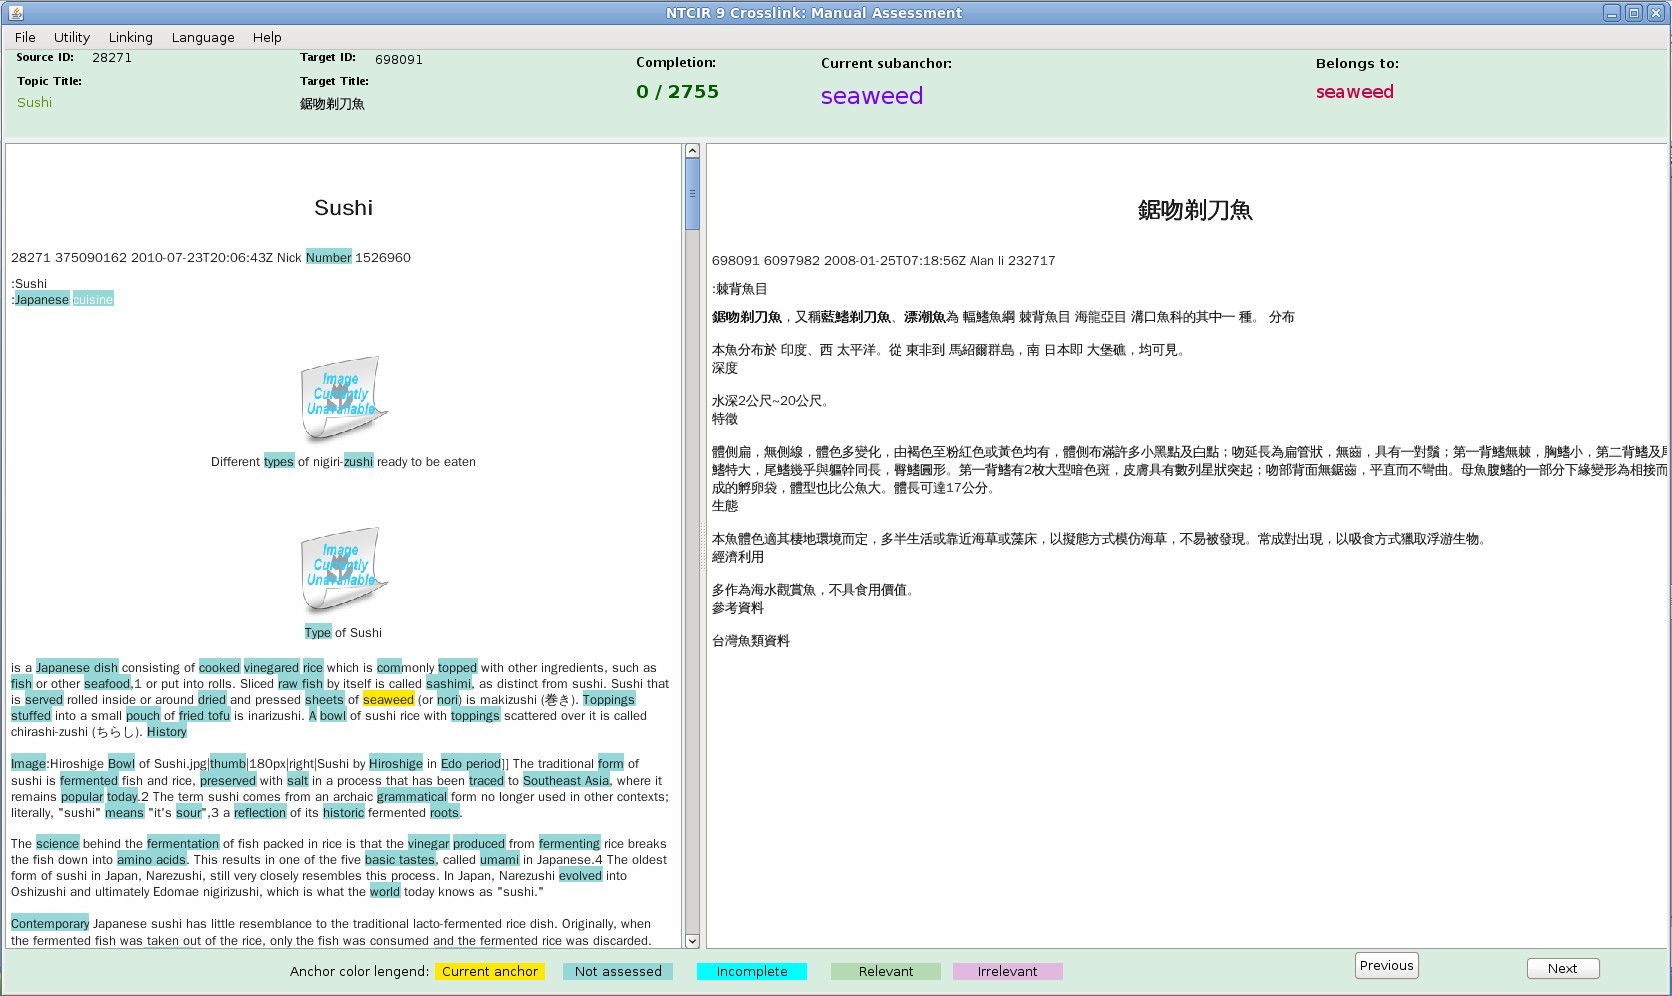 NTCIR 9 Crosslink: Manual Assessment
File Utility Linking Language Help
Source ID: 28271 Target ID: 698091 Completion: Current subanchor: Belongs to:
Topic Title: Target Title: 0 / 2755 seaweed seaweed
Sushi 鋸吻剃刀魚
Sushi
28271 375090162 2010-07-23T20:06:43Z Nick Number 1526960
:Sushi
:Japanese cuisine
Image
Currently
Unavailable
Different types of nigiri-zushi ready to be eaten
Image
Currently
Unavailable
Type of Sushi
is a Japanese dish consisting of cooked vinegared rice which is commonly topped with other ingredients, such as
fish or other seafood,1 or put into rolls. Sliced raw fish by itself is called sashimi, as distinct from sushi. Sushi that
is served rolled inside or around dried and pressed sheets of seaweed (or nori) is makizushi (巻き). Toppings
stuffed into a small pouch of fried tofu is inarizushi. A bowl of sushi rice with toppings scattered over it is called
chirashi-zushi (ちらし). History
Image:Hiroshige Bowl of Sushi.jpg|thumb|180px|right|Sushi by Hiroshige in Edo period]] The traditional form of
sushi is fermented fish and rice, preserved with salt in a process that has been traced to Southeast Asia, where it
remains popular today.2 The term sushi comes from an archaic grammatical form no longer used in other contexts;
literally, "sushi" means "it's sour",3 a reflection of its historic fermented roots.
The science behind the fermentation of fish packed in rice is that the vinegar produced from fermenting rice breaks
the fish down into amino acids. This results in one of the five basic tastes, called umami in Japanese.4 The oldest
form of sushi in Japan, Narezushi, still very closely resembles this process. In Japan, Narezushi evolved into
Oshizushi and ultimately Edomae nigirizushi, which is what the world today knows as "sushi."
Contemporary Japanese sushi has little resemblance to the traditional lacto-fermented rice dish. Originally, when
the fermented fish was taken out of the rice, only the fish was consumed and the fermented rice was discarded.
鋸吻剃刀魚
698091 6097982 2008-01-25T07:18:56Z Alan li 232717
:棘背魚目
鋸吻剃刀魚，又稱藍鰭剃刀魚、漂潮魚為 輻鰭魚綱 棘背魚目 海龍亞目 溝口魚科的其中一 種。 分布
本魚分布於 印度、西 太平洋。從 東非到 馬紹爾群島，南 日本即 大堡礁，均可見。
深度
水深2公尺~20公尺。
特徵
體側扁，無側線，體色多變化，由褐色至粉紅色或黃色均有，體側布滿許多小黑點及白點；吻延長為扁管狀，無齒，具有一對鬚；第一背鰭無棘，胸鰭小，第二背鰭及
鰭特大，尾鰭幾乎與軀幹同長，臀鰭圓形。第一背鰭有2枚大型暗色斑，皮膚具有數列星狀突起；吻部背面無鋸齒，平直而不彎曲。母魚腹鰭的一部分下緣變形為相接而
成的孵卵袋，體型也比公魚大。體長可達17公分。
生態
本魚體色適其棲地環境而定，多半生活或靠近海草或藻床，以擬態方式模仿海草，不易被發現。常成對出現，以吸食方式獵取浮游生物。
經濟利用
多作為海水觀賞魚，不具食用價值。
參考資料
台灣魚類資料
Anchor color lengend: Current anchor Not assessed Incomplete Relevant Irrelevant Previous Next